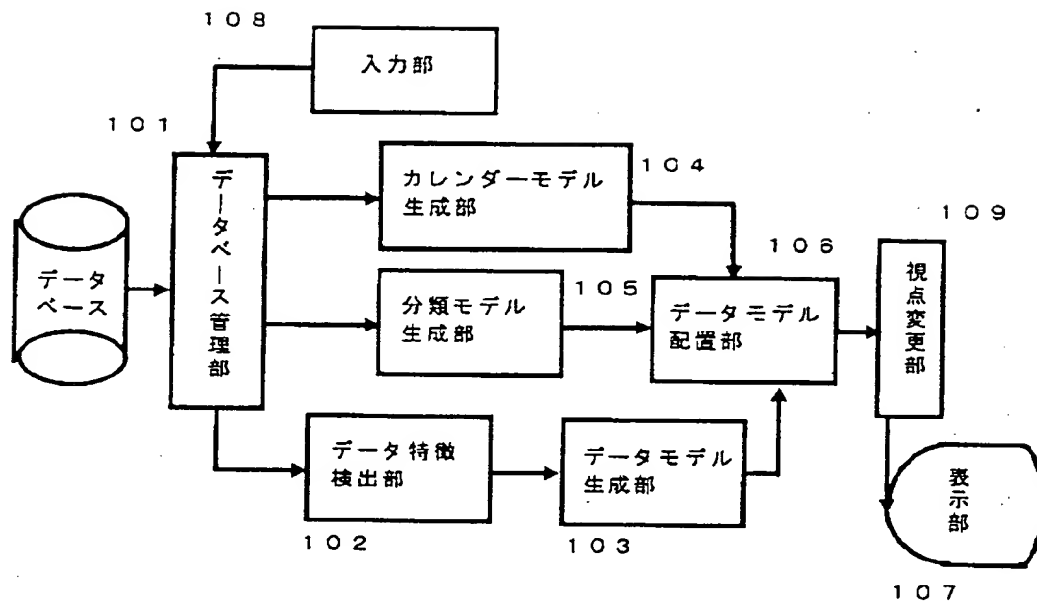 108
入力部
101
データベース管理部
カレンダーモデル
生成部
104
109
データ
ベース
分類モデル
生成部
105
106
データモデル
配置部
視点変更部
データ特徴
検出部
102
データモデル
生成部
103
表示部
107